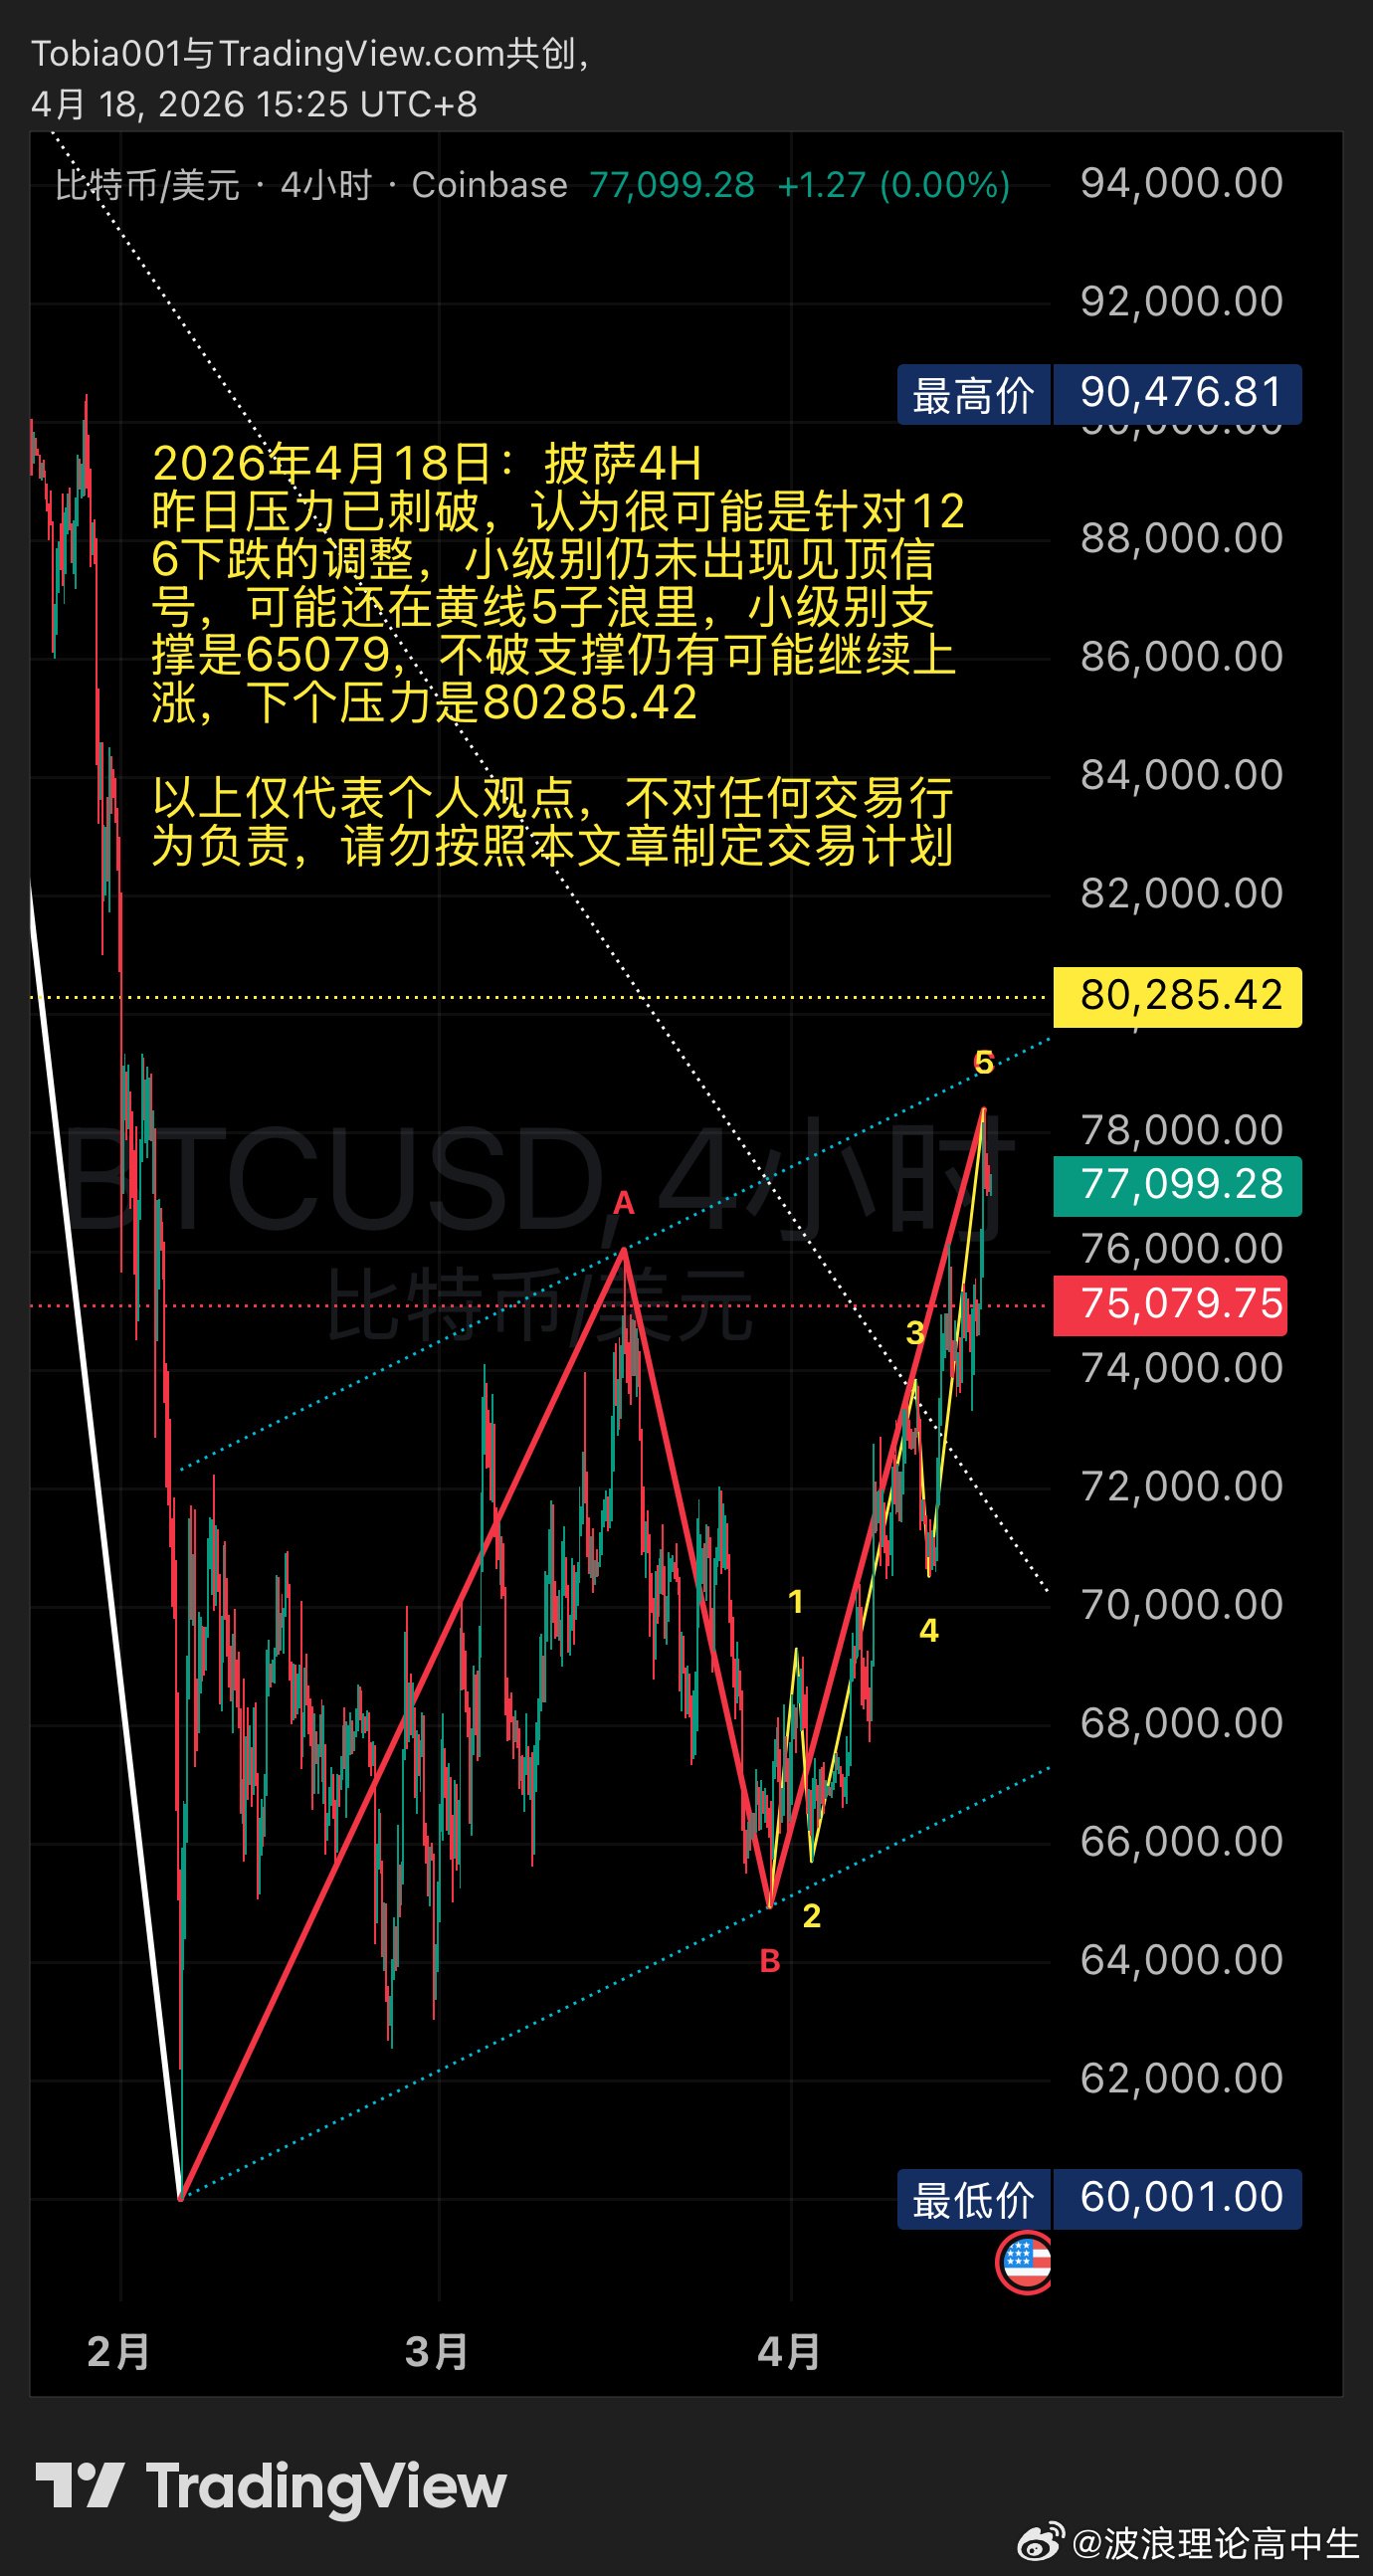 Tobia001与TradingView.com共创，
4月 18, 2026 15:25 UTC+8
比特币/美元 · 4小时 · Coinbase 77,099.28 +1.27 (0.00%)
94,000.00
92,000.00
最高价 90,476.81
90,000.00
2026年4月18日：披萨4H
昨日压力已刺破，认为很可能是针对12
6下跌的调整，小级别仍未出现见顶信
号，可能还在黄线5子浪里，小级别支
撑是65079，不破支撑仍有可能继续上
涨，下个压力是80285.42
以上仅代表个人观点，不对任何交易行
为负责，请勿按照本文章制定交易计划
88,000.00
86,000.00
84,000.00
82,000.00
80,285.42
5
78,000.00
BTCUSD, 4小时
77,099.28
A
76,000.00
比特币/美元
75,079.75
3
74,000.00
72,000.00
1
70,000.00
4
68,000.00
66,000.00
2
B
64,000.00
62,000.00
最低价 60,001.00
2月 3月 4月
TradingView
@波浪理论高中生